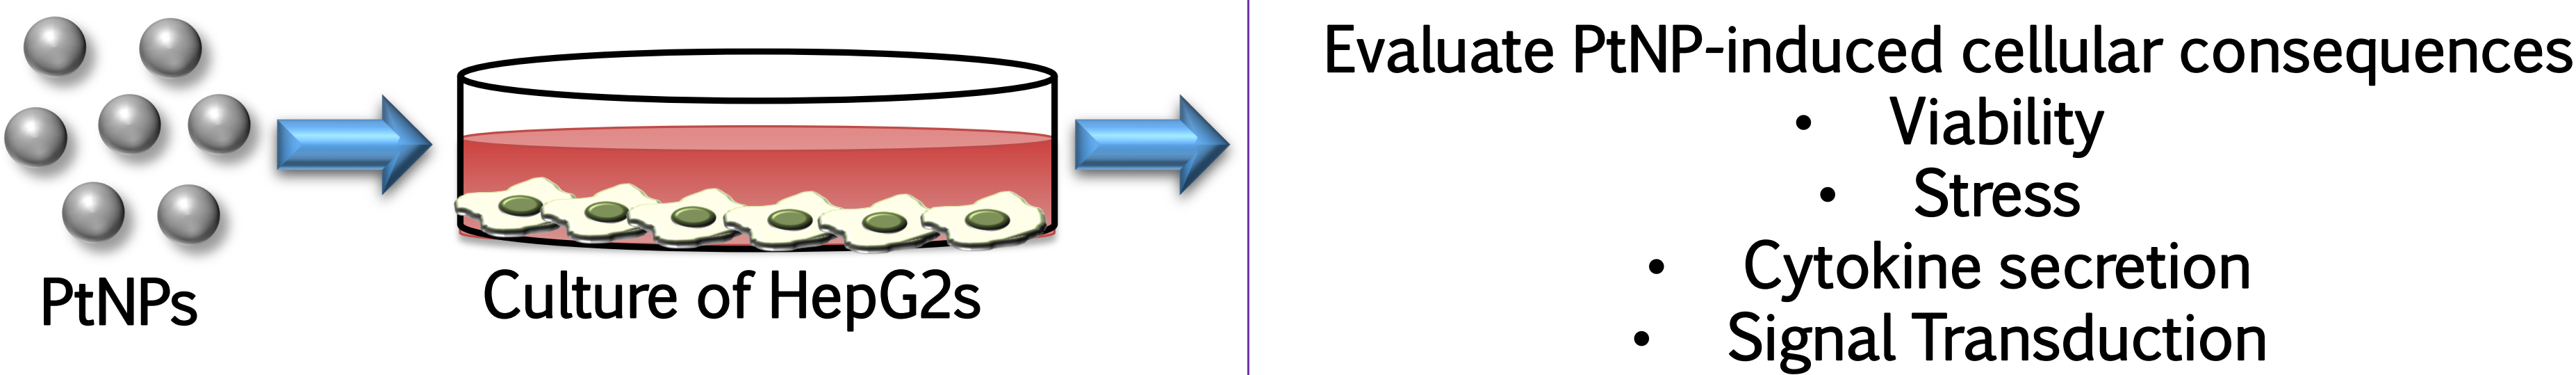 PtNPs
Culture of HepG2s
Evaluate PtNP-induced cellular consequences
• Viability
• Stress
• Cytokine secretion
• Signal Transduction